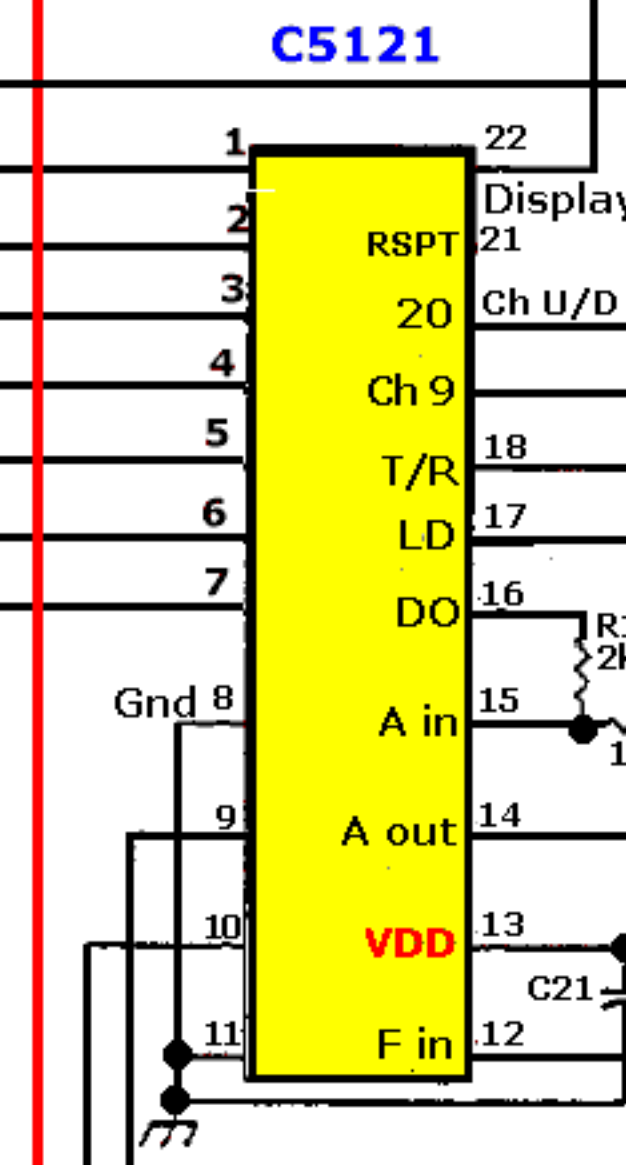 C5121
1
22
Display
2
RSPT 21
3
20 Ch U/D
4
Ch 9
5
T/R 18
6
LD 17
7
DO 16
Gnd 8
A in 15
9
A out 14
10
VDD 13
C21
11
F in 12